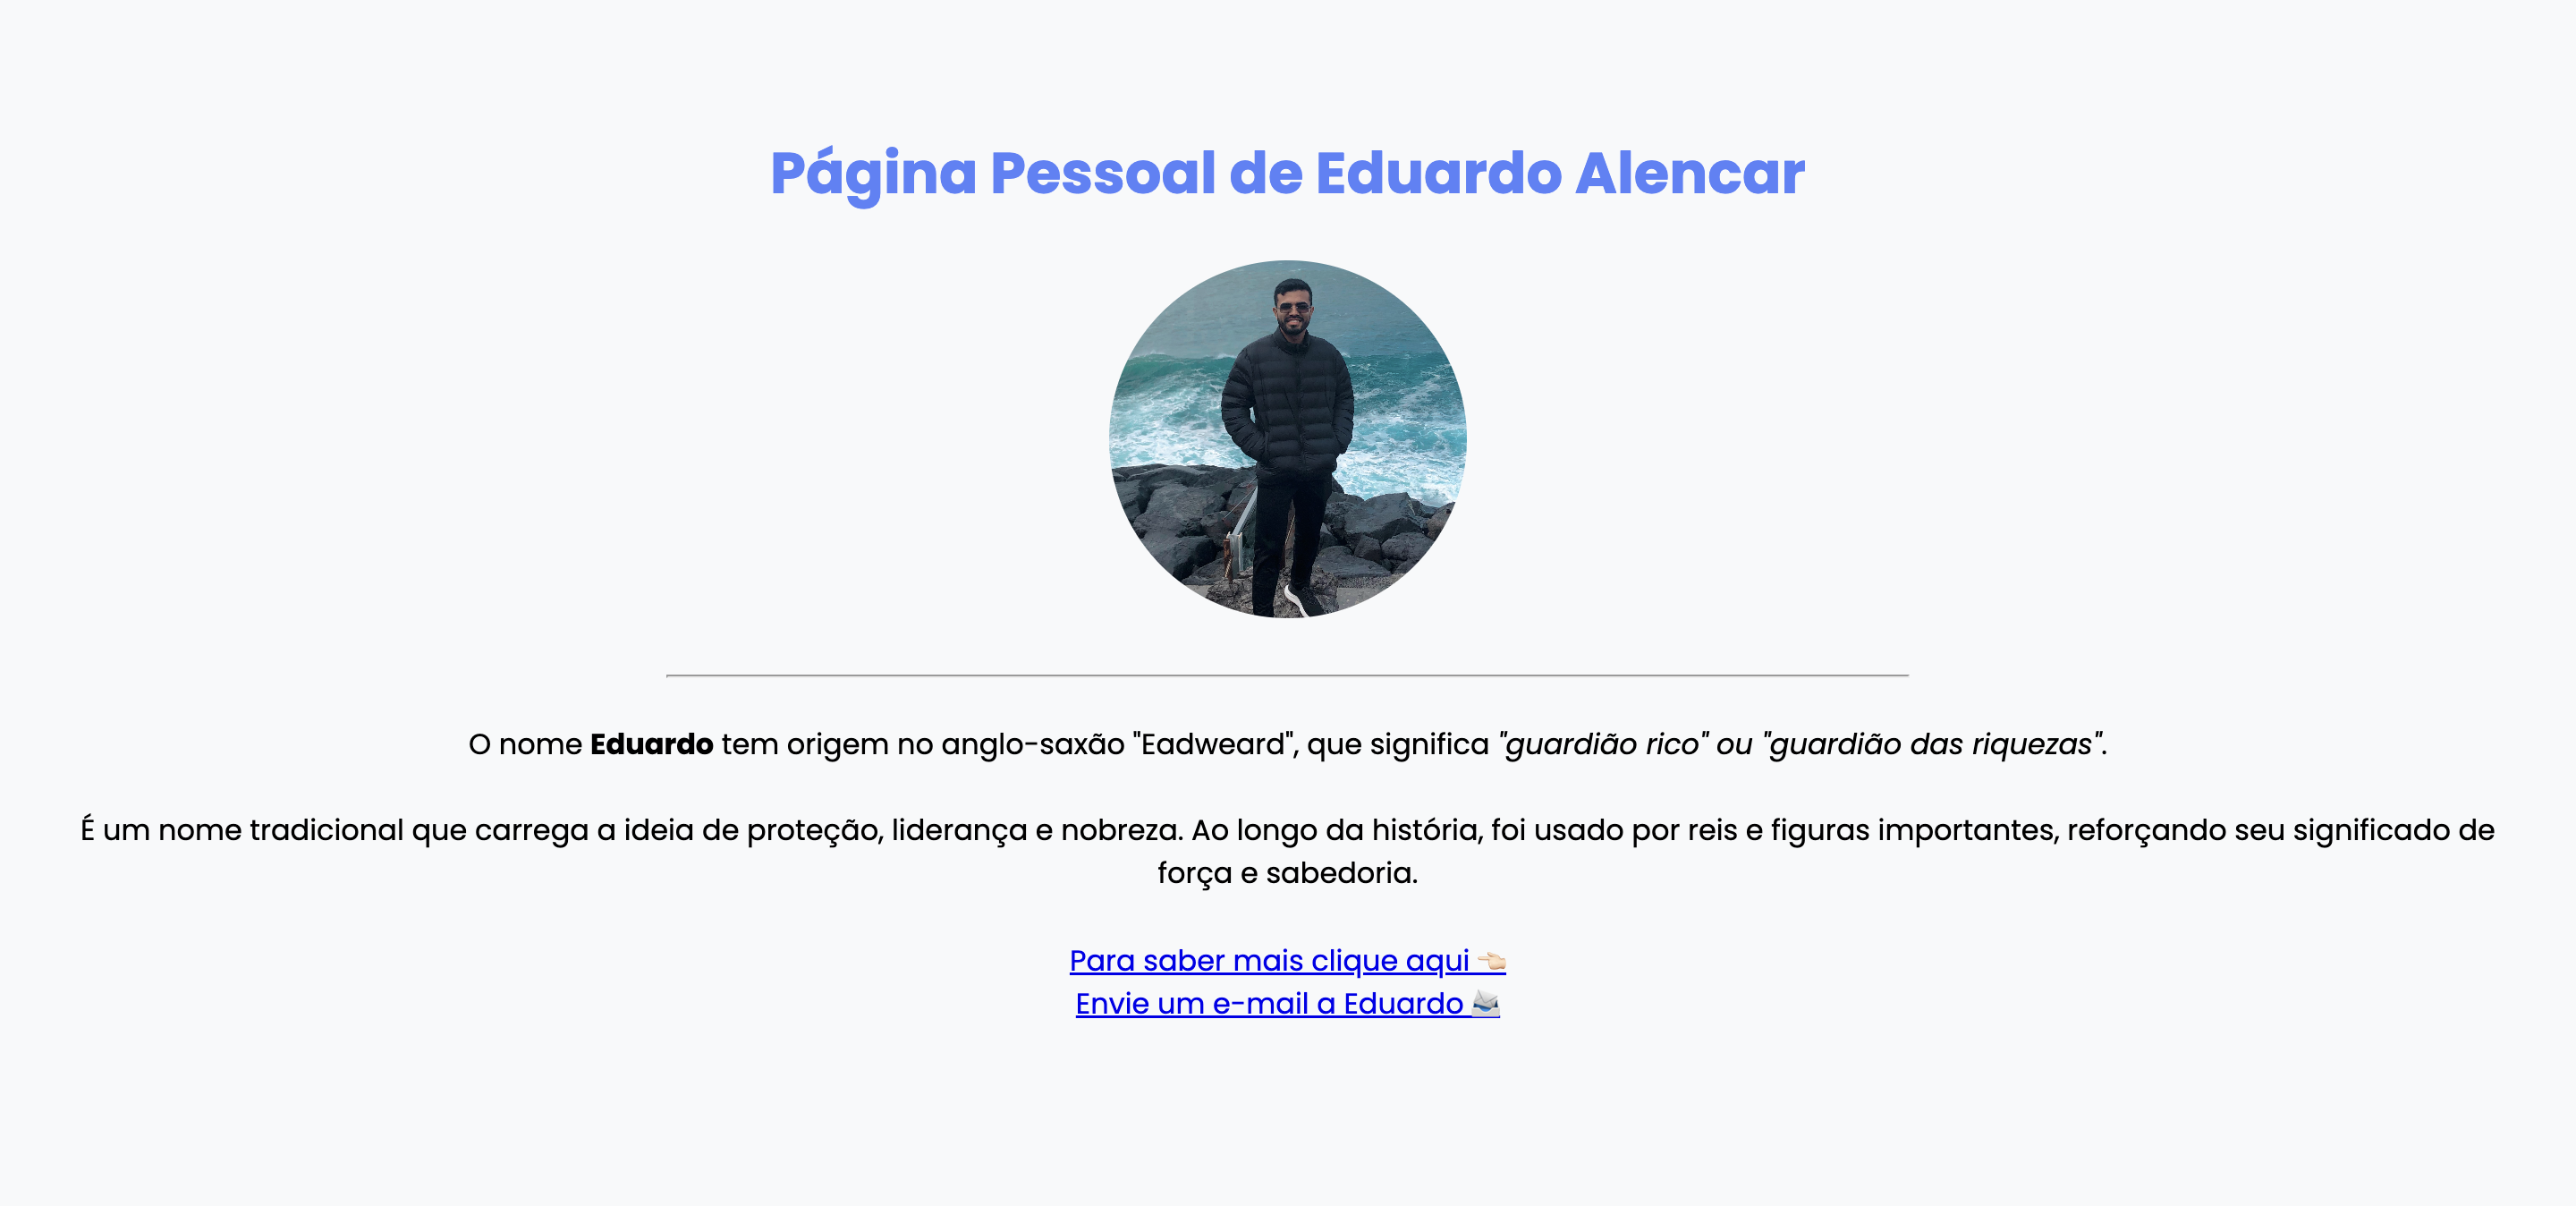 Página Pessoal de Eduardo Alencar
O nome Eduardo tem origem no anglo-saxão "Eadweard", que significa "guardião rico" ou "guardião das riquezas".
É um nome tradicional que carrega a ideia de proteção, liderança e nobreza. Ao longo da história, foi usado por reis e figuras importantes, reforçando seu significado de
força e sabedoria.
Para saber mais clique aqui 👈🏻
Envie um e-mail a Eduardo 📨